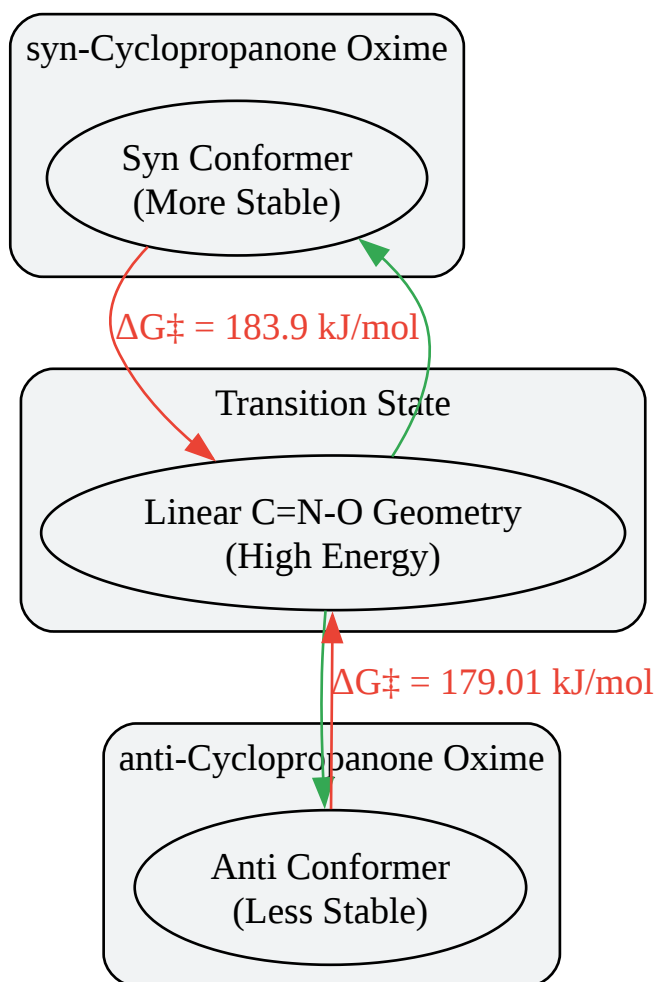 syn-Cyclopropanone Oxime
Syn Conformer
(More Stable)
ΔG‡ = 183.9 kJ/mol
Transition State
Linear C=N-O Geometry
(High Energy)
ΔG‡ = 179.01 kJ/mol
anti-Cyclopropanone Oxime
Anti Conformer
(Less Stable)